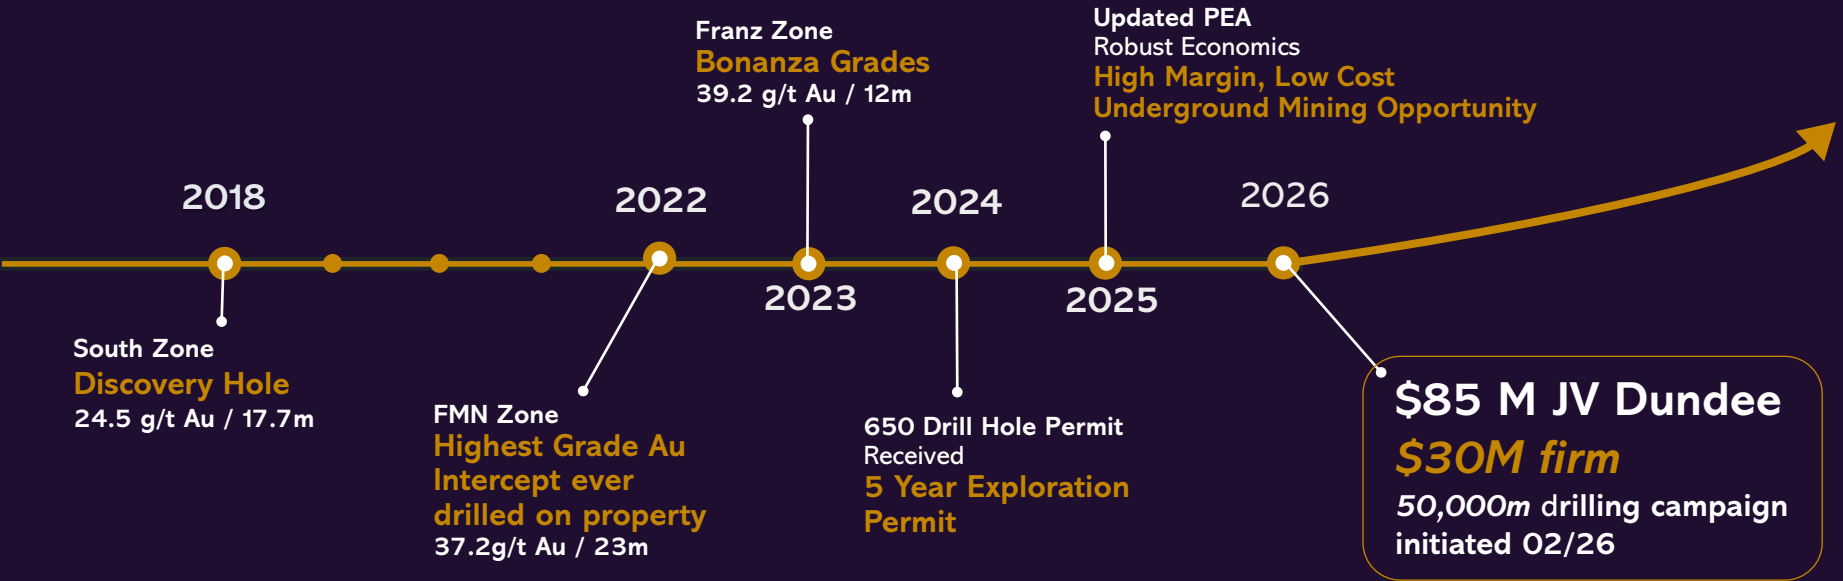 2018
South Zone
Discovery Hole
24.5 g/t Au / 17.7m
2022
FMN Zone
Highest Grade Au
Intercept ever
drilled on property
37.2g/t Au / 23m
Franz Zone
Bonanza Grades
39.2 g/t Au / 12m
2023
2024
650 Drill Hole Permit
Received
5 Year Exploration
Permit
Updated PEA
Robust Economics
High Margin, Low Cost
Underground Mining Opportunity
2025
2026
$85 M JV Dundee
$30M firm
50,000m drilling campaign
initiated 02/26